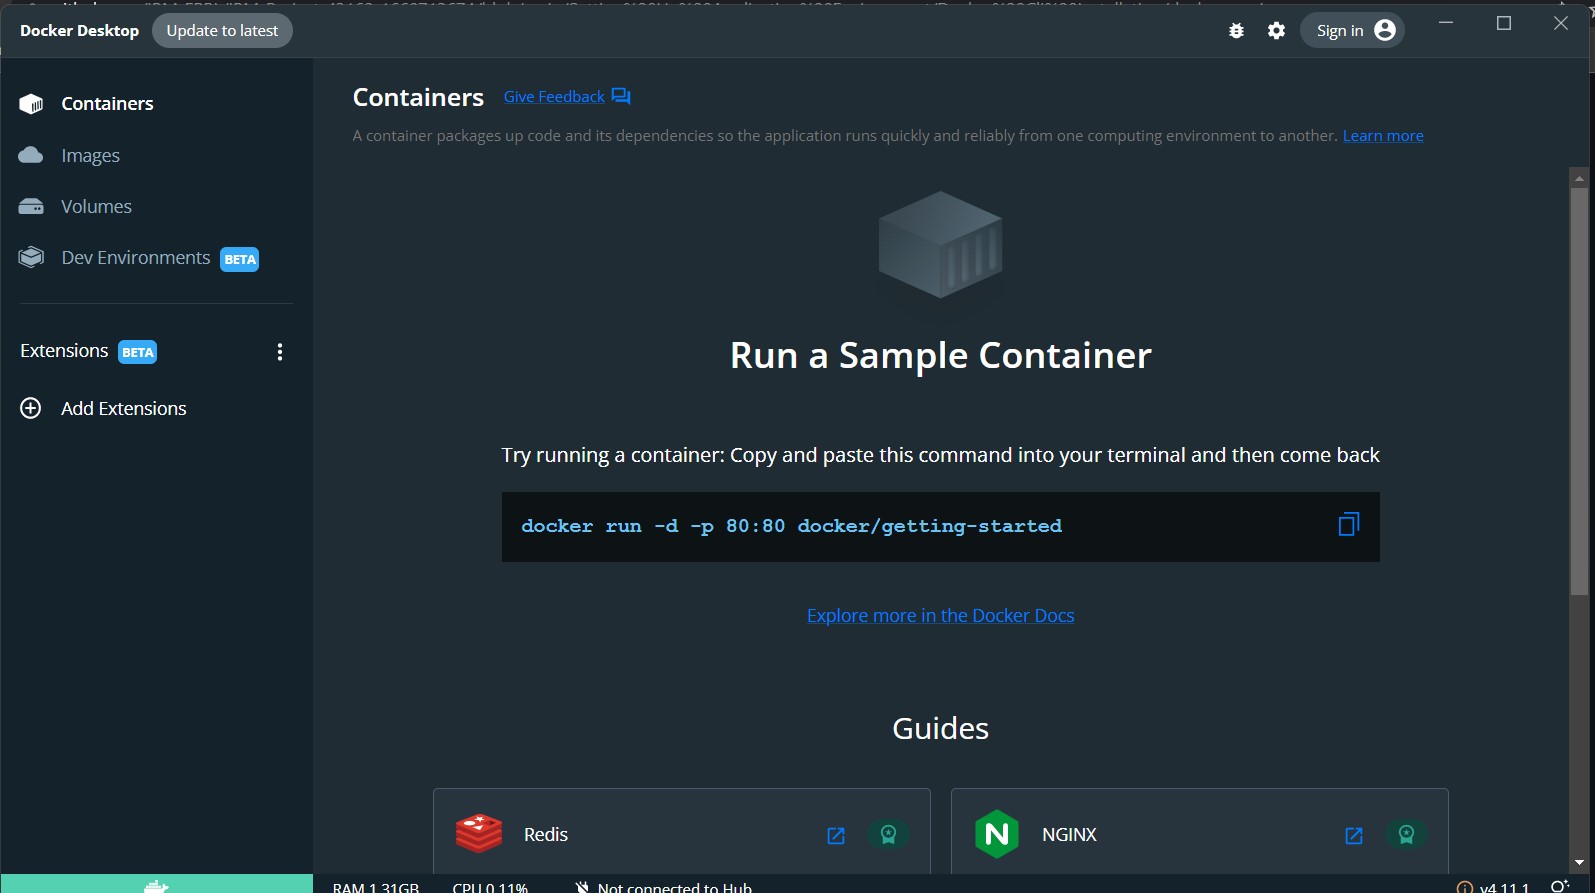 Docker Desktop
Update to latest
Sign in
Containers
Images
Volumes
Dev Environments BETA
Extensions BETA
Add Extensions
Containers
Give Feedback
A container packages up code and its dependencies so the application runs quickly and reliably from one computing environment to another. Learn more
Run a Sample Container
Try running a container: Copy and paste this command into your terminal and then come back
docker run -d -p 80:80 docker/getting-started
Explore more in the Docker Docs
Guides
Redis
N NGINX
RAM 1.31GB CPU 0.11% Not connected to Hub v4.11.1